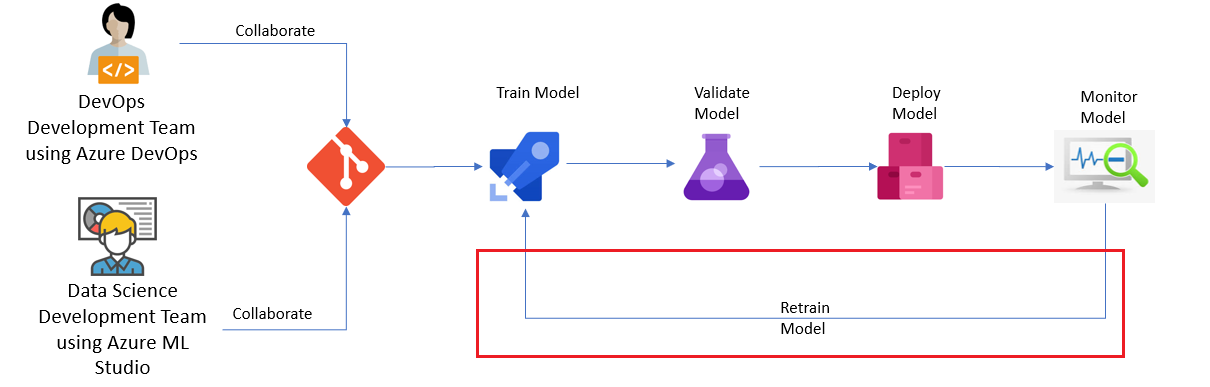 Collaborate
</>
DevOps
Development Team
using Azure DevOps
Train Model
Validate
Model
Deploy
Model
Monitor
Model
Data Science
Development Team
using Azure ML
Studio
Collaborate
Retrain
Model